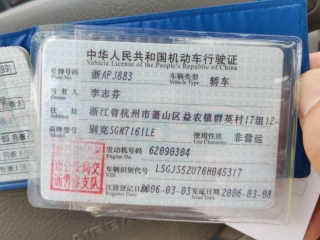 中华人民共和国机动车行驶证
Vehicle License of the People's Republic of China
号牌号码 浙APJ883 车辆类型 轿车
Vehicle Type
所有人 李志芬
住址 浙江省杭州市萧山区益农镇群英村17组12-
品牌型号 别克SGM7161LE 使用性质 非营运
发动机号码 62090304
车辆识别代号 LSGJS52U76H045317
VIN
注册登记日期 2006-03-03 发证日期 2006-03-08